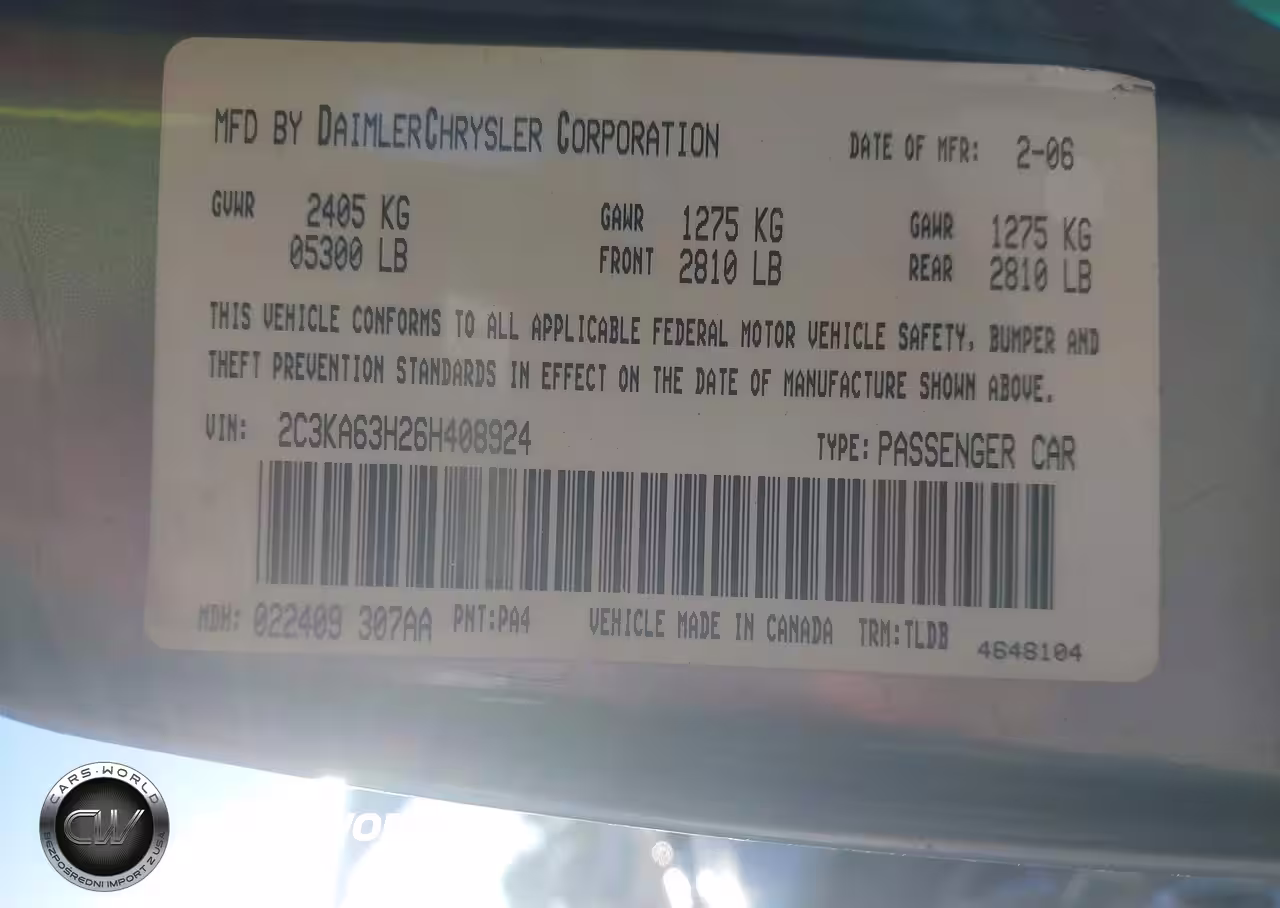 MFD BY DAIMLERCHRYSLER CORPORATION DATE OF MFR: 2-06
GVWR 2405 KG GAWR 1275 KG GAWR 1275 KG
05300 LB FRONT 2810 LB REAR 2810 LB
THIS VEHICLE CONFORMS TO ALL APPLICABLE FEDERAL MOTOR VEHICLE SAFETY, BUMPER AND
THEFT PREVENTION STANDARDS IN EFFECT ON THE DATE OF MANUFACTURE SHOWN ABOVE.
VIN: 2C3KA63H26H408924 TYPE: PASSENGER CAR
MDH: 022409 307AA PNT:PA4 VEHICLE MADE IN CANADA TRM:TLDB 4648104
CARS-WORLD
CW
BEZPOŚREDNI IMPORT Z USA